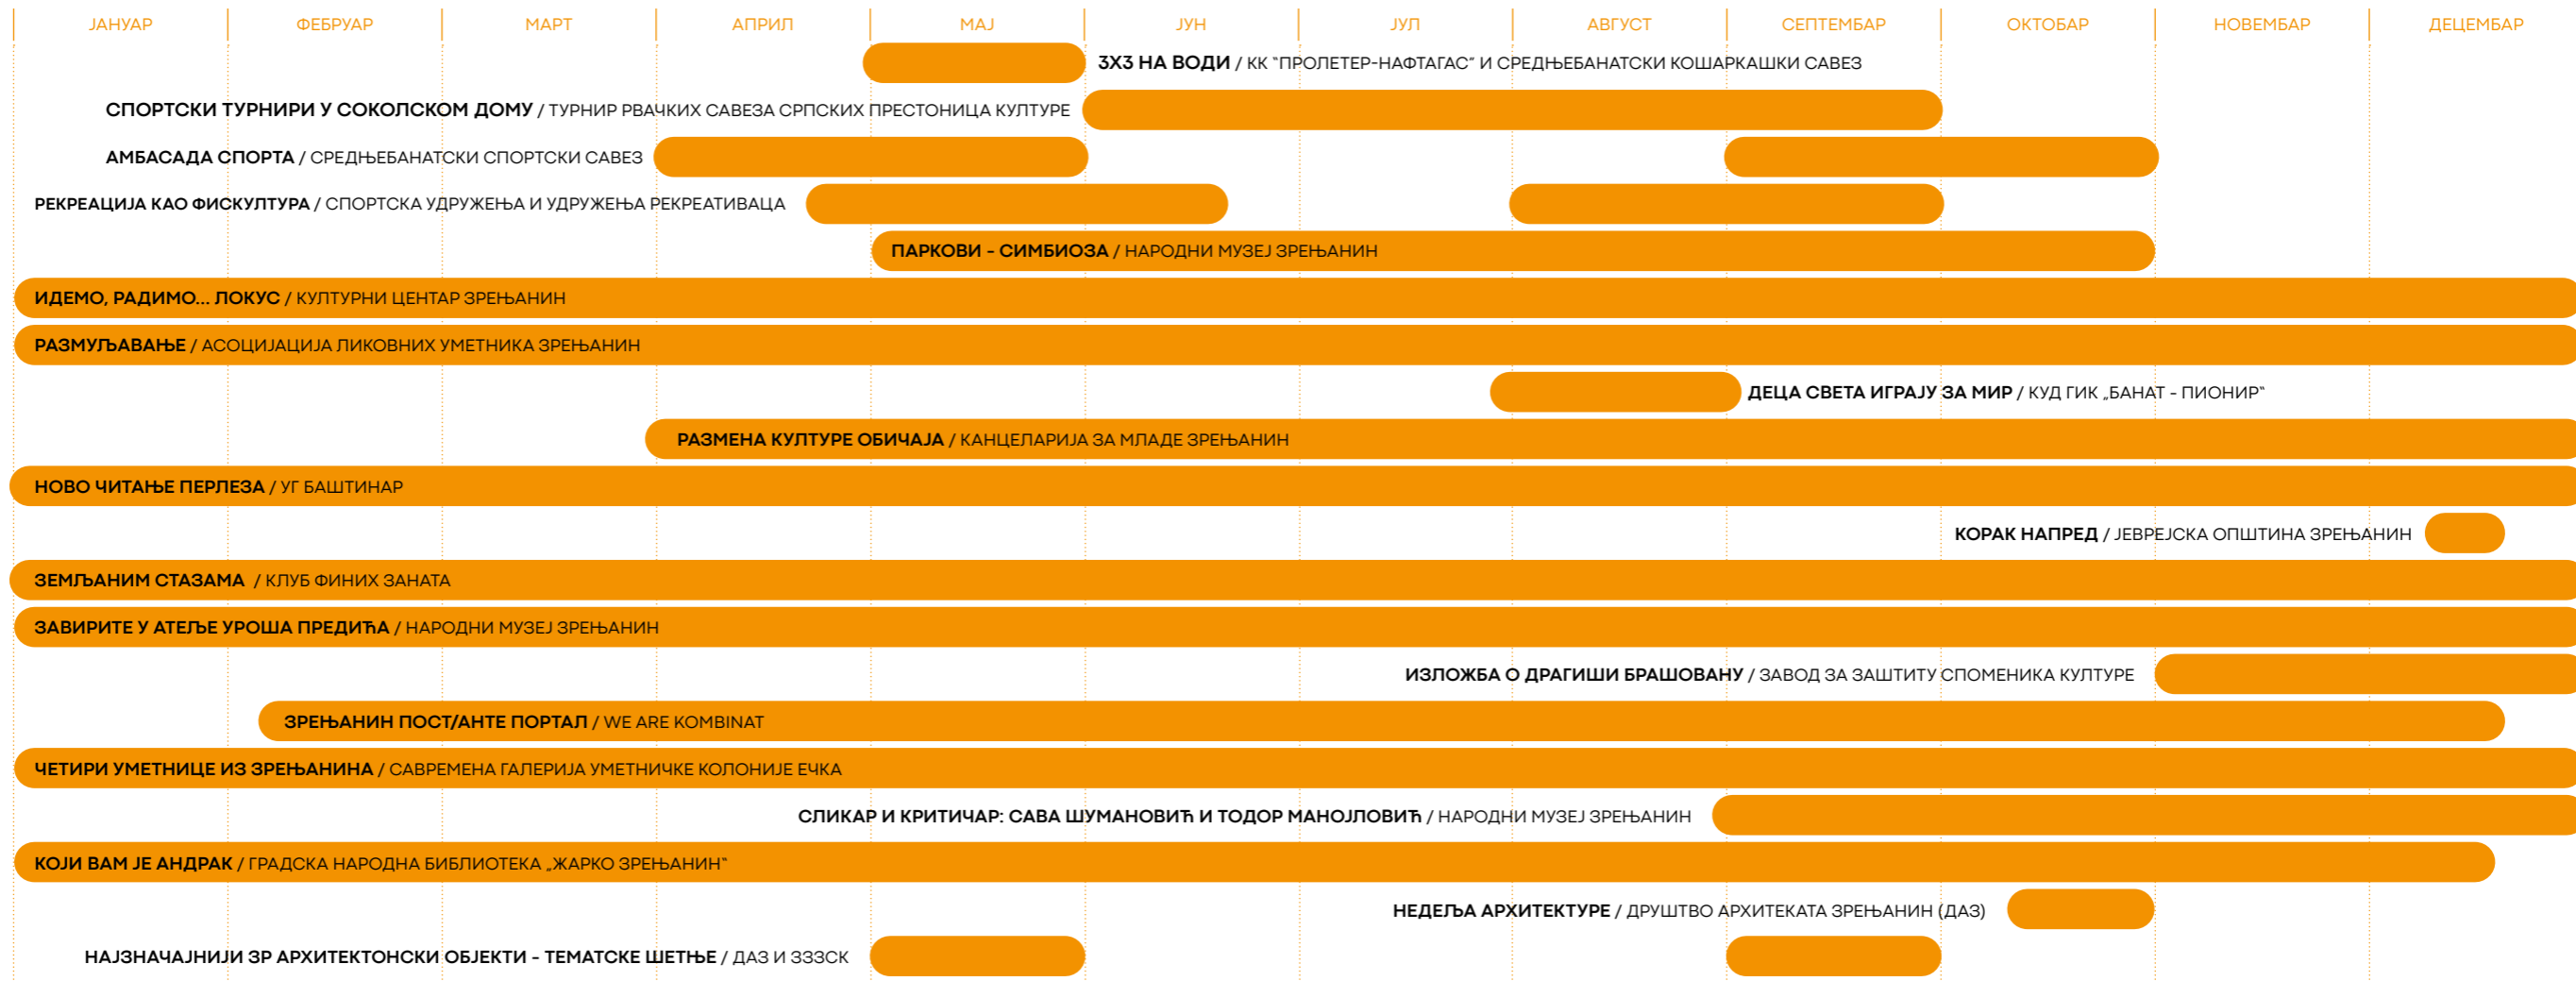 ЈАНУАР ФЕБРУАР МАРТ АПРИЛ МАЈ ЈУН ЈУЛ АВГУСТ СЕПТЕМБАР ОКТОБАР НОВЕМБАР ДЕЦЕМБАР
3X3 НА ВОДИ / КК "ПРОЛЕТЕР-НАФТАГАС" И СРЕДЊЕБАНАТСКИ КОШАРКАШКИ САВЕЗ
СПОРТСКИ ТУРНИРИ У СОКОЛСКОМ ДОМУ / ТУРНИР РВАЧКИХ САВЕЗА СРПСКИХ ПРЕСТОНИЦА КУЛТУРЕ
АМБАСАДА СПОРТА / СРЕДЊЕБАНАТСКИ СПОРТСКИ САВЕЗ
РЕКРЕАЦИЈА КАО ФИСКУЛТУРА / СПОРТСКА УДРУЖЕЊА И УДРУЖЕЊА РЕКРЕАТИВАЦА
ПАРКОВИ - СИМБИОЗА / НАРОДНИ МУЗЕЈ ЗРЕЊАНИН
ИДЕМО, РАДИМО... ЛОКУС / КУЛТУРНИ ЦЕНТАР ЗРЕЊАНИН
РАЗМУЉАВАЊЕ / АСОЦИЈАЦИЈА ЛИКОВНИХ УМЕТНИКА ЗРЕЊАНИН
ДЕЦА СВЕТА ИГРАЈУ ЗА МИР / КУД ГИК „БАНАТ - ПИОНИР“
РАЗМЕНА КУЛТУРЕ ОБИЧАЈА / КАНЦЕЛАРИЈА ЗА МЛАДЕ ЗРЕЊАНИН
НОВО ЧИТАЊЕ ПЕРЛЕЗА / УГ БАШТИНАР
КОРАК НАПРЕД / ЈЕВРЕЈСКА ОПШТИНА ЗРЕЊАНИН
ЗЕМЉАНИМ СТАЗАМА / КЛУБ ФИНИХ ЗАНАТА
ЗАВИРИТЕ У АТЕЉЕ УРОША ПРЕДИЋА / НАРОДНИ МУЗЕЈ ЗРЕЊАНИН
ИЗЛОЖБА О ДРАГИШИ БРАШОВАНУ / ЗАВОД ЗА ЗАШТИТУ СПОМЕНИКА КУЛТУРЕ
ЗРЕЊАНИН ПОСТ/АНТЕ ПОРТАЛ / WE ARE KOMBINAT
ЧЕТИРИ УМЕТНИЦЕ ИЗ ЗРЕЊАНИНА / САВРЕМЕНА ГАЛЕРИЈА УМЕТНИЧКЕ КОЛОНИЈЕ ЕЧКА
СЛИКАР И КРИТИЧАР: САВА ШУМАНОВИЋ И ТОДОР МАНОЈЛОВИЋ / НАРОДНИ МУЗЕЈ ЗРЕЊАНИН
КОЈИ ВАМ ЈЕ АНДРАК / ГРАДСКА НАРОДНА БИБЛИОТЕКА „ЖАРКО ЗРЕЊАНИН“
НЕДЕЉА АРХИТЕКТУРЕ / ДРУШТВО АРХИТЕКАТА ЗРЕЊАНИН (ДАЗ)
НАЈЗНАЧАЈНИЈИ ЗР АРХИТЕКТОНСКИ ОБЈЕКТИ - ТЕМАТСКЕ ШЕТЊЕ / ДАЗ И ЗЗЗСК